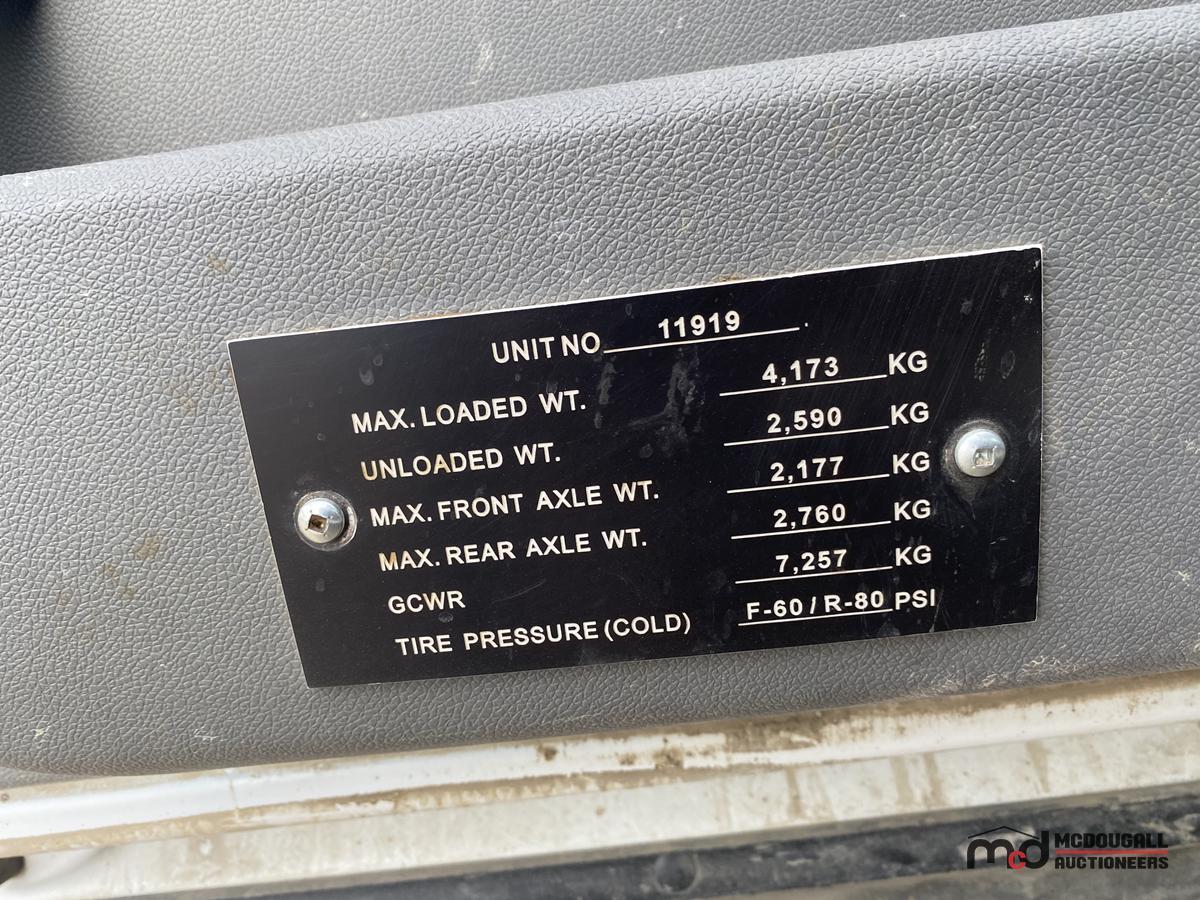 UNIT NO 11919
MAX. LOADED WT. 4,173 KG
UNLOADED WT. 2,590 KG
MAX. FRONT AXLE WT. 2,177 KG
MAX. REAR AXLE WT. 2,760 KG
GCWR 7,257 KG
TIRE PRESSURE (COLD) F-60 / R-80 PSI
mcd MCDOUGALL
AUCTIONEERS